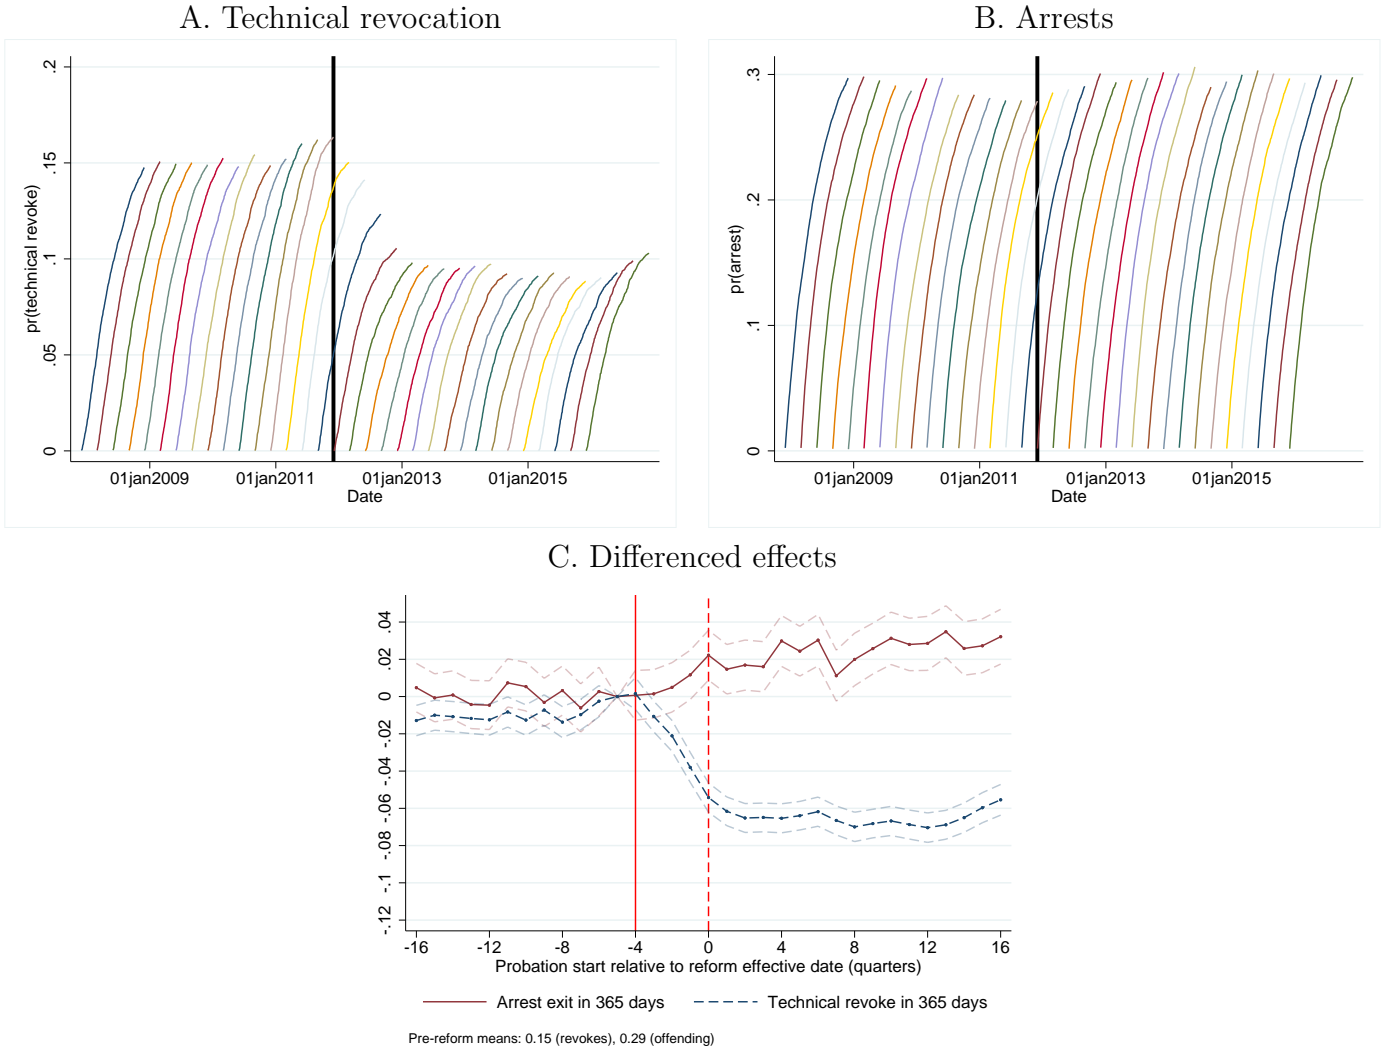 A. Technical revocation
B. Arrests
pr(technical revoke)
.2
.15
.1
.05
0
01jan2009
01jan2011
01jan2013
01jan2015
Date
pr(arrest)
.3
.2
.1
0
01jan2009
01jan2011
01jan2013
01jan2015
Date
C. Differenced effects
.04
.02
0
-.02
-.04
-.06
-.08
-.1
-.12
-16
-12
-8
-4
0
4
8
12
16
Probation start relative to reform effective date (quarters)
Arrest exit in 365 days
Technical revoke in 365 days
Pre-reform means: 0.15 (revokes), 0.29 (offending)